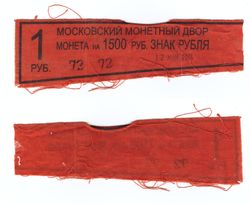 МОСКОВСКИЙ МОНЕТНЫЙ ДВОР
1 МОНЕТА НА 1500 РУБ. ЗНАК РУБЛЯ
РУБ. 73 72